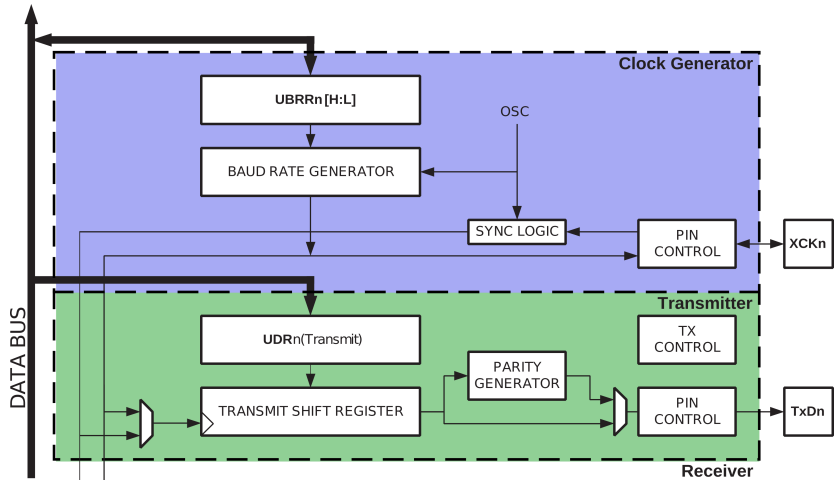 Clock Generator
UBRRn[H:L]
OSC
BAUD RATE GENERATOR
SYNC LOGIC
PIN
CONTROL
XCKn
Transmitter
DATA BUS
UDRn(Transmit)
TX
CONTROL
PARITY
GENERATOR
TRANSMIT SHIFT REGISTER
PIN
CONTROL
TxDn
Receiver